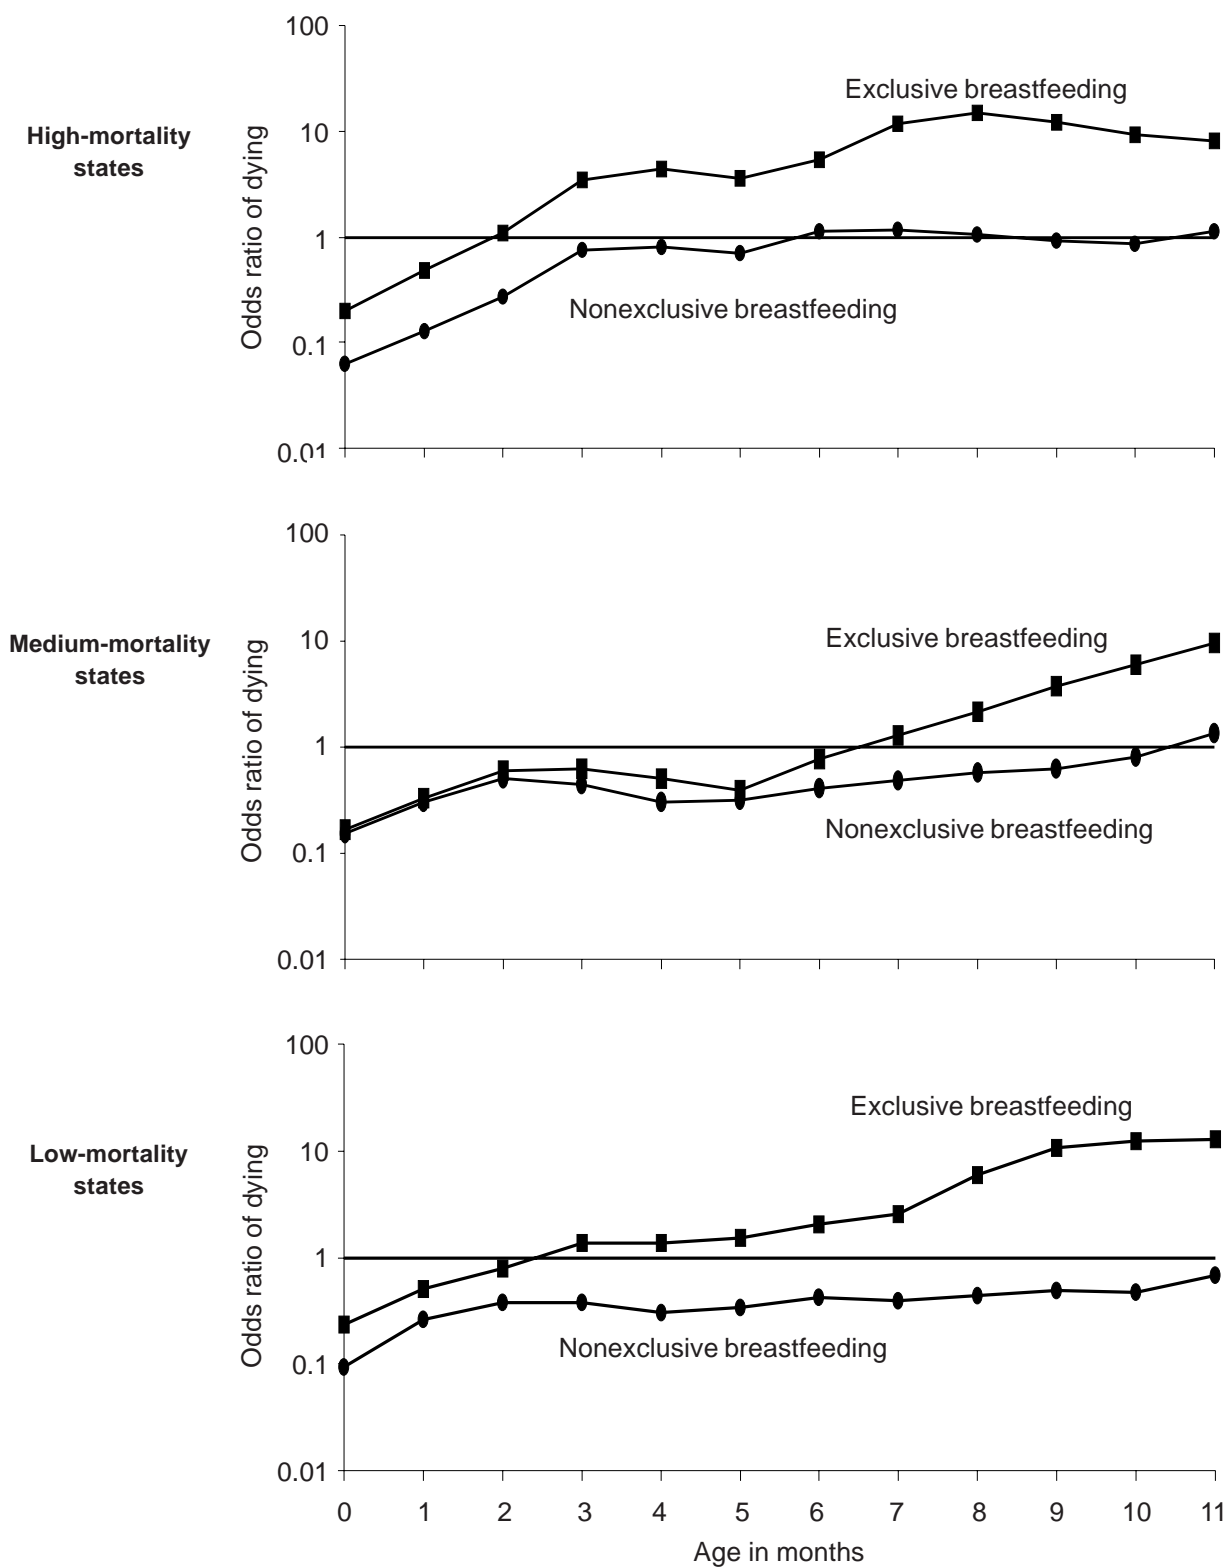 100
Exclusive breastfeeding
High-mortality
states
10
Odds ratio of dying
1
Nonexclusive breastfeeding
0.1
0.01
100
Medium-mortality
states
Exclusive breastfeeding
10
Odds ratio of dying
1
Nonexclusive breastfeeding
0.1
0.01
100
Exclusive breastfeeding
Low-mortality
states
10
Odds ratio of dying
1
Nonexclusive breastfeeding
0.1
0.01
0 1 2 3 4 5 6 7 8 9 10 11
Age in months